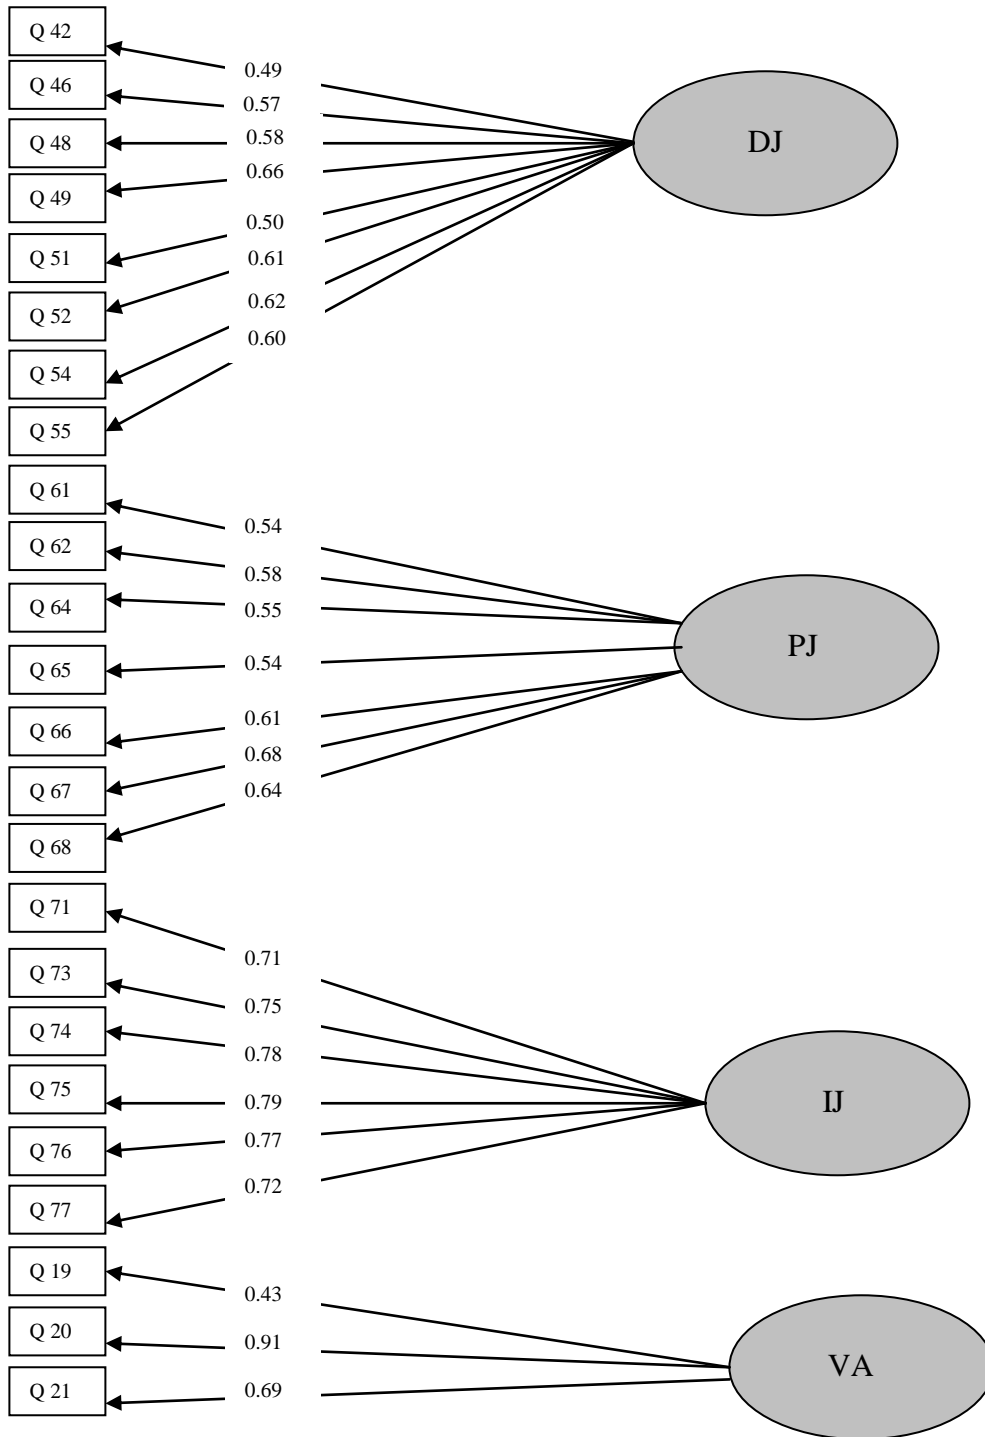 Q 42
0.49
Q 46
0.57
DJ
Q 48
0.58
Q 49
0.66
Q 51
0.50
Q 52
0.61
0.62
Q 54
0.60
Q 55
Q 61
0.54
Q 62
0.58
Q 64
0.55
PJ
Q 65
0.54
Q 66
0.61
0.68
Q 67
0.64
Q 68
Q 71
0.71
Q 73
0.75
Q 74
0.78
Q 75
0.79
IJ
Q 76
0.77
0.72
Q 77
Q 19
0.43
Q 20
0.91
VA
Q 21
0.69